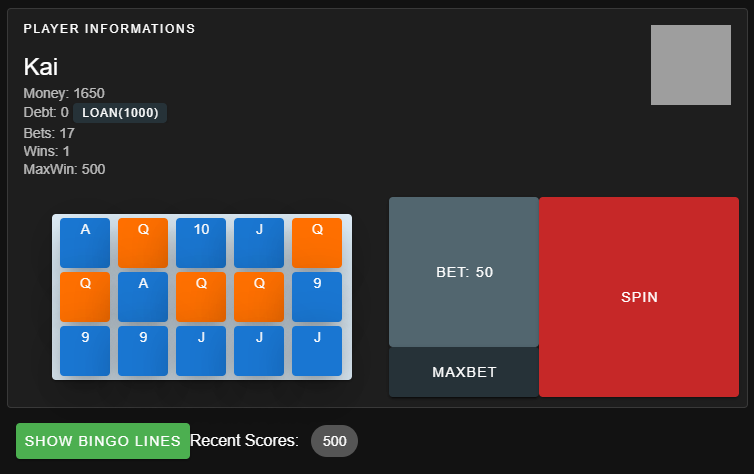 PLAYER INFORMATIONS
Kai
Money: 1650
Debt: 0 LOAN(1000)
Bets: 17
Wins: 1
MaxWin: 500
A Q 10 J Q
Q A Q Q 9
9 9 J J J
BET: 50
MAXBET
SPIN
SHOW BINGO LINES Recent Scores: 500